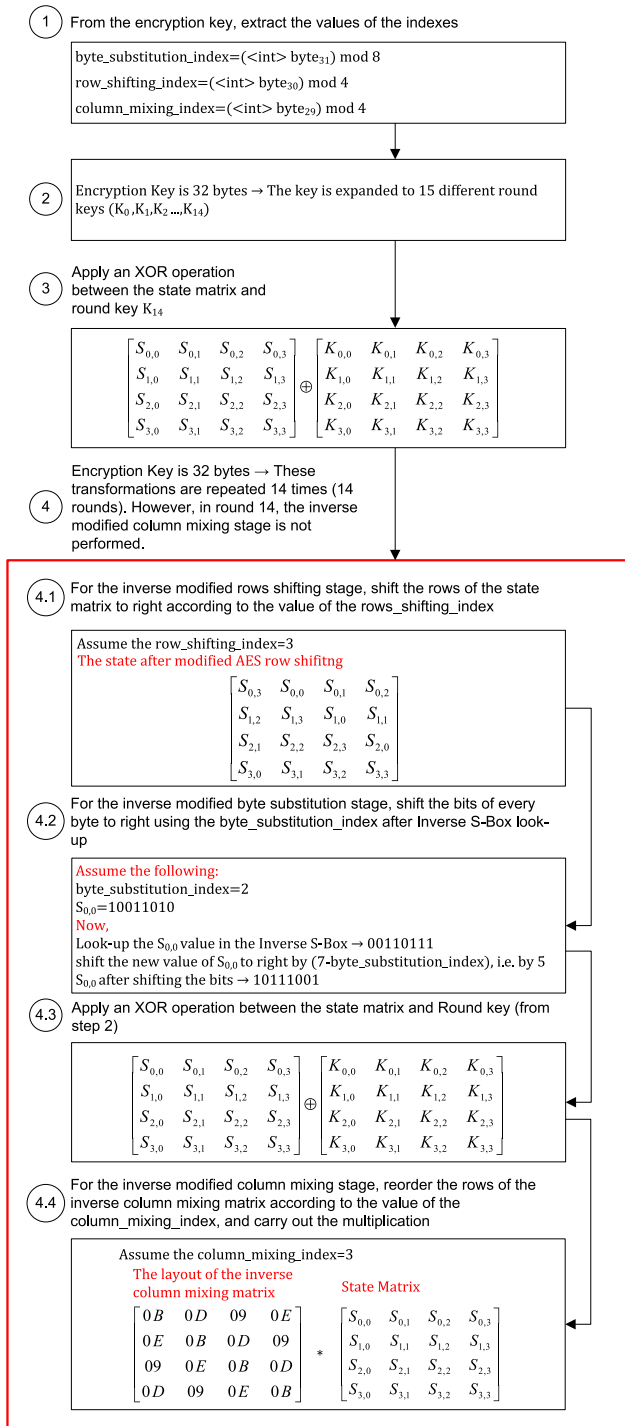 1
From the encryption key, extract the values of the indexes
byte_substitution_index=(<int> byte₃₁) mod 8
row_shifting_index=(<int> byte₃₀) mod 4
column_mixing_index=(<int> byte₂₉) mod 4
2
Encryption Key is 32 bytes → The key is expanded to 15 different round
keys (K₀,K₁,K₂ ...,K₁₄)
3
Apply an XOR operation
between the state matrix and
round key K₁₄
S₀,₀ S₀,₁ S₀,₂ S₀,₃ K₀,₀ K₀,₁ K₀,₂ K₀,₃
S₁,₀ S₁,₁ S₁,₂ S₁,₃ ⊕ K₁,₀ K₁,₁ K₁,₂ K₁,₃
S₂,₀ S₂,₁ S₂,₂ S₂,₃ K₂,₀ K₂,₁ K₂,₂ K₂,₃
S₃,₀ S₃,₁ S₃,₂ S₃,₃ K₃,₀ K₃,₁ K₃,₂ K₃,₃
4
Encryption Key is 32 bytes → These
transformations are repeated 14 times (14
rounds). However, in round 14, the inverse
modified column mixing stage is not
performed.
4.1
For the inverse modified rows shifting stage, shift the rows of the state
matrix to right according to the value of the rows_shifting_index
Assume the row_shifting_index=3
The state after modified AES row shifitng
S₀,₃ S₀,₀ S₀,₁ S₀,₂
S₁,₂ S₁,₃ S₁,₀ S₁,₁
S₂,₁ S₂,₂ S₂,₃ S₂,₀
S₃,₀ S₃,₁ S₃,₂ S₃,₃
4.2
For the inverse modified byte substitution stage, shift the bits of every
byte to right using the byte_substitution_index after Inverse S-Box look-
up
Assume the following:
byte_substitution_index=2
S₀,₀=10011010
Now,
Look-up the S₀,₀ value in the Inverse S-Box → 00110111
shift the new value of S₀,₀ to right by (7-byte_substitution_index), i.e. by 5
S₀,₀ after shifting the bits → 10111001
4.3
Apply an XOR operation between the state matrix and Round key (from
step 2)
S₀,₀ S₀,₁ S₀,₂ S₀,₃ K₀,₀ K₀,₁ K₀,₂ K₀,₃
S₁,₀ S₁,₁ S₁,₂ S₁,₃ ⊕ K₁,₀ K₁,₁ K₁,₂ K₁,₃
S₂,₀ S₂,₁ S₂,₂ S₂,₃ K₂,₀ K₂,₁ K₂,₂ K₂,₃
S₃,₀ S₃,₁ S₃,₂ S₃,₃ K₃,₀ K₃,₁ K₃,₂ K₃,₃
4.4
For the inverse modified column mixing stage, reorder the rows of the
inverse column mixing matrix according to the value of the
column_mixing_index, and carry out the multiplication
Assume the column_mixing_index=3
The layout of the inverse
column mixing matrix
State Matrix
0B 0D 09 0E S₀,₀ S₀,₁ S₀,₂ S₀,₃
0E 0B 0D 09 * S₁,₀ S₁,₁ S₁,₂ S₁,₃
09 0E 0B 0D S₂,₀ S₂,₁ S₂,₂ S₂,₃
0D 09 0E 0B S₃,₀ S₃,₁ S₃,₂ S₃,₃